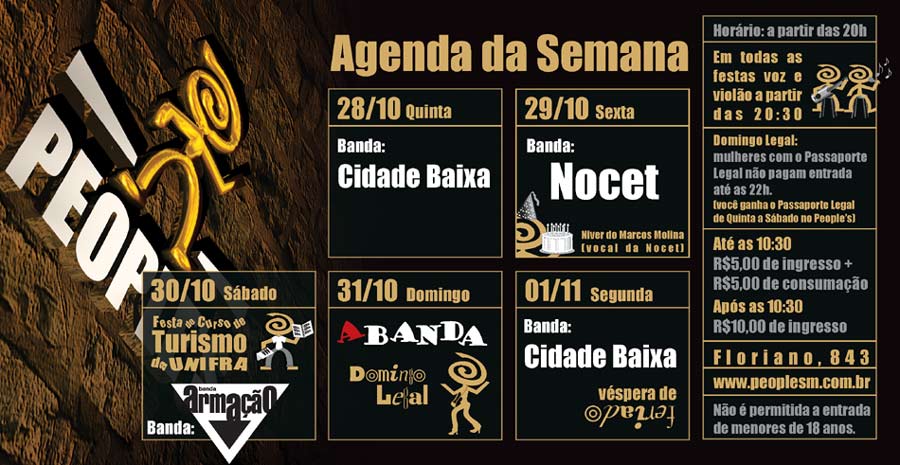 PEOPLE
Agenda da Semana
28/10 Quinta
Banda:
Cidade Baixa
29/10 Sexta
Banda:
Nocet
Niver do Marcos Molina
(vocal da Nocet)
30/10 Sábado
Festa do Curso de
Turismo
da UNIFRA
banda
armação
Banda:
31/10 Domingo
A BANDA
Domingo
Legal
01/11 Segunda
Banda:
Cidade Baixa
véspera de
feriado
Horário: a partir das 20h
Em todas as
festas voz e
violão a partir
das 20:30
Domingo Legal:
mulheres com o Passaporte
Legal não pagam entrada
até as 22h.
(você ganha o Passaporte Legal
de Quinta a Sábado no People's)
Até as 10:30
R$5,00 de ingresso +
R$5,00 de consumação
Após as 10:30
R$10,00 de ingresso
Floriano, 843
www.peoplesm.com.br
Não é permitida a entrada
de menores de 18 anos.